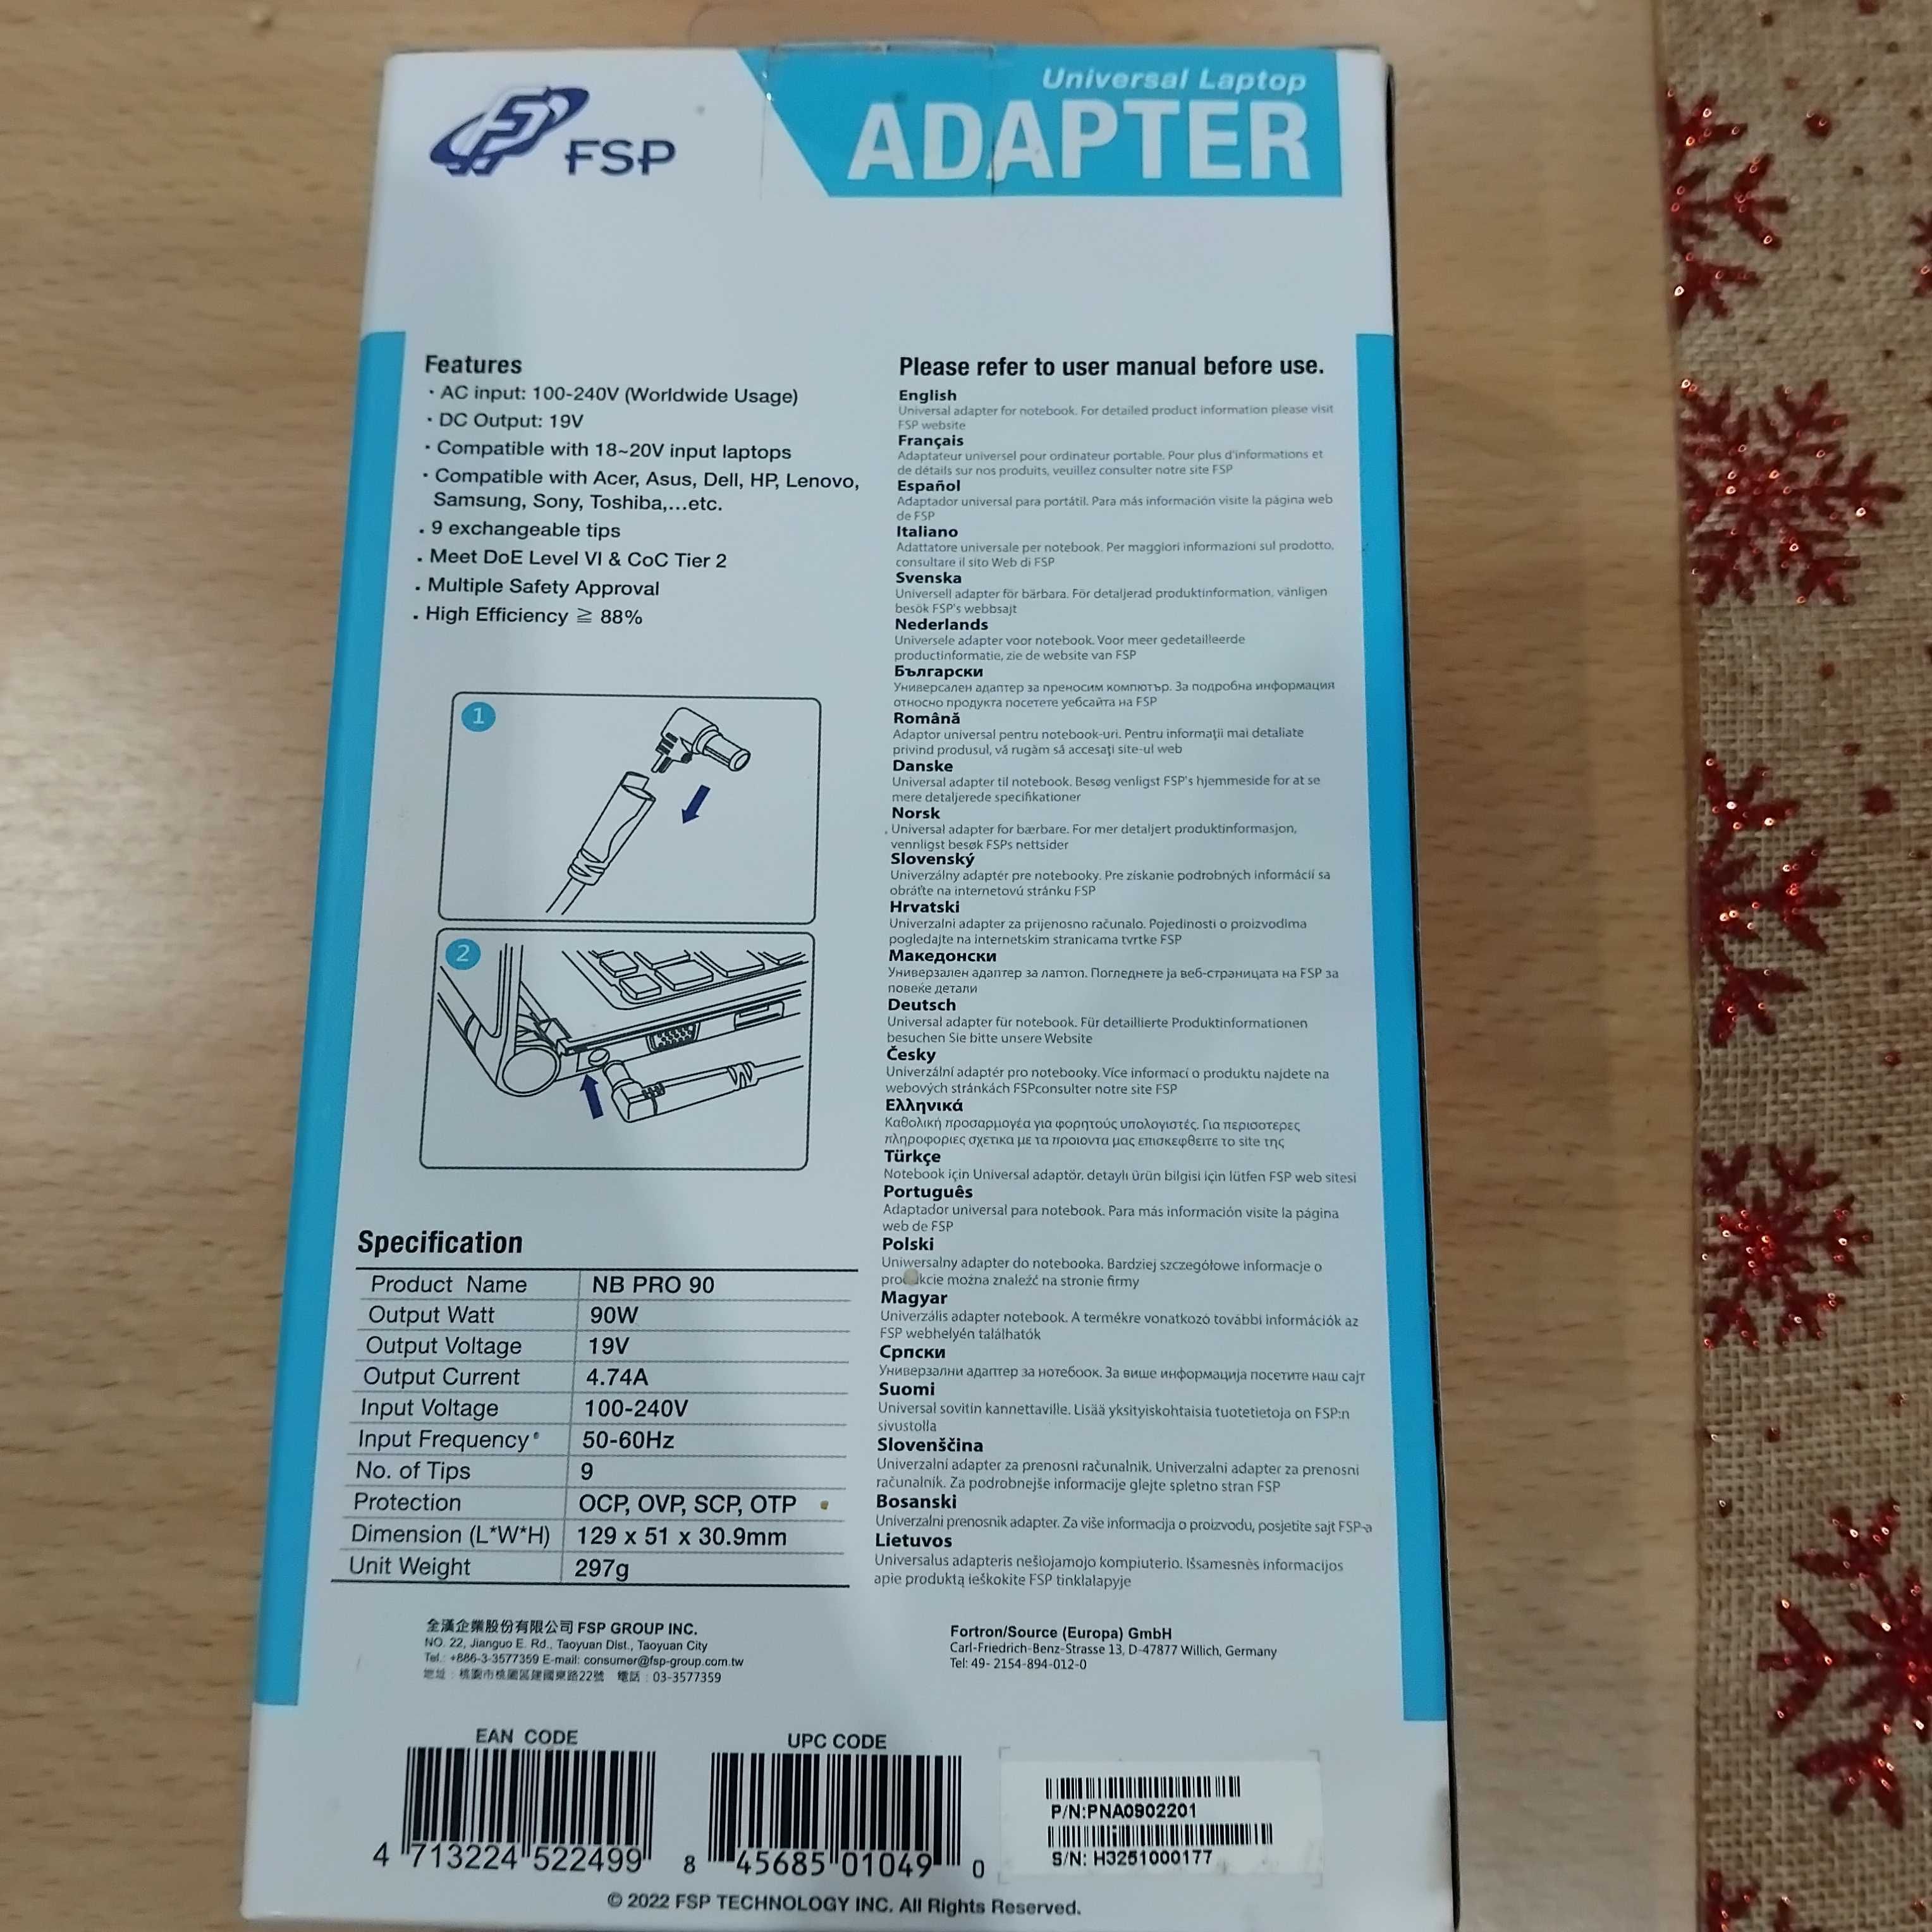 FSP
Universal Laptop
ADAPTER
Features
· AC input: 100-240V (Worldwide Usage)
· DC Output: 19V
· Compatible with 18~20V input laptops
· Compatible with Acer, Asus, Dell, HP, Lenovo,
Samsung, Sony, Toshiba,...etc.
. 9 exchangeable tips
. Meet DoE Level VI & CoC Tier 2
. Multiple Safety Approval
. High Efficiency ≧ 88%
1
2
Specification
Product Name NB PRO 90
Output Watt 90W
Output Voltage 19V
Output Current 4.74A
Input Voltage 100-240V
Input Frequency 50-60Hz
No. of Tips 9
Protection OCP, OVP, SCP, OTP
Dimension (L*W*H) 129 x 51 x 30.9mm
Unit Weight 297g
Please refer to user manual before use.
English
Universal adapter for notebook. For detailed product information please visit
FSP website
Français
Adaptateur universel pour ordinateur portable. Pour plus d'informations et
de détails sur nos produits, veuillez consulter notre site FSP
Español
Adaptador universal para portátil. Para más información visite la página web
de FSP
Italiano
Adattatore universale per notebook. Per maggiori informazioni sul prodotto,
consultare il sito Web di FSP
Svenska
Universell adapter för bärbara. För detaljerad produktinformation, vänligen
besök FSP's webbsajt
Nederlands
Universele adapter voor notebook. Voor meer gedetailleerde
productinformatie, zie de website van FSP
Български
Универсален адаптер за преносим компютър. За подробна информация
относно продукта посетете уебсайта на FSP
Română
Adaptor universal pentru notebook-uri. Pentru informaţii mai detaliate
privind produsul, vă rugăm să accesaţi site-ul web
Danske
Universal adapter til notebook. Besøg venligst FSP's hjemmeside for at se
mere detaljerede specifikationer
Norsk
Universal adapter for bærbare. For mer detaljert produktinformasjon,
vennligst besøk FSPs nettsider
Slovenský
Univerzálny adaptér pre notebooky. Pre získanie podrobných informácií sa
obráťte na internetovú stránku FSP
Hrvatski
Univerzalni adapter za prijenosno računalo. Pojedinosti o proizvodima
pogledajte na internetskim stranicama tvrtke FSP
Македонски
Универзален адаптер за лаптоп. Погледнете ја веб-страницата на FSP за
повеќе детали
Deutsch
Universal adapter für notebook. Für detaillierte Produktinformationen
besuchen Sie bitte unsere Website
Česky
Univerzální adaptér pro notebooky. Více informací o produktu najdete na
webových stránkách FSPconsulter notre site FSP
Ελληνικά
Καθολική προσαρμογέα για φορητούς υπολογιστές. Για περισοτερες
πληροφοριες σχετικα με τα προιοντα μας επισκεφθειτε το site της
Türkçe
Notebook için Universal adaptör. detaylı ürün bilgisi için lütfen FSP web sitesi
Português
Adaptador universal para notebook. Para más información visite la página
web de FSP
Polski
Uniwersalny adapter do notebooka. Bardziej szczegółowe informacje o
produkcie można znaleźć na stronie firmy
Magyar
Univerzális adapter notebook. A termékre vonatkozó további információk az
FSP webhelyén találhatók
Српски
Универзални адаптер за нотебоок. За више информација посетите наш сајт
Suomi
Universal sovitin kannettaville. Lisää yksityiskohtaisia tuotetietoja on FSP:n
sivustolla
Slovenščina
Univerzalni adapter za prenosni računalnik. Univerzalni adapter za prenosni
računalnik. Za podrobnejše informacije glejte spletno stran FSP
Bosanski
Univerzalni prenosnik adapter. Za više informacija o proizvodu, posjetite sajt FSP-a
Lietuvos
Universalus adapteris nešiojamojo kompiuterio. Išsamesnės informacijos
apie produktą ieškokite FSP tinklalapyje
全漢企業股份有限公司 FSP GROUP INC.
NO. 22, Jianguo E. Rd., Taoyuan Dist., Taoyuan City
Tel.: +886-3-3577359 E-mail: consumer@fsp-group.com.tw
地址：桃園市桃園區建國東路22號 電話：03-3577359
Fortron/Source (Europa) GmbH
Carl-Friedrich-Benz-Strasse 13, D-47877 Willich, Germany
Tel: 49- 2154-894-012-0
EAN CODE
4 713224 522499
UPC CODE
8 45685 01049 0
P/N:PNA0902201
S/N: H3251000177
© 2022 FSP TECHNOLOGY INC. All Rights Reserved.